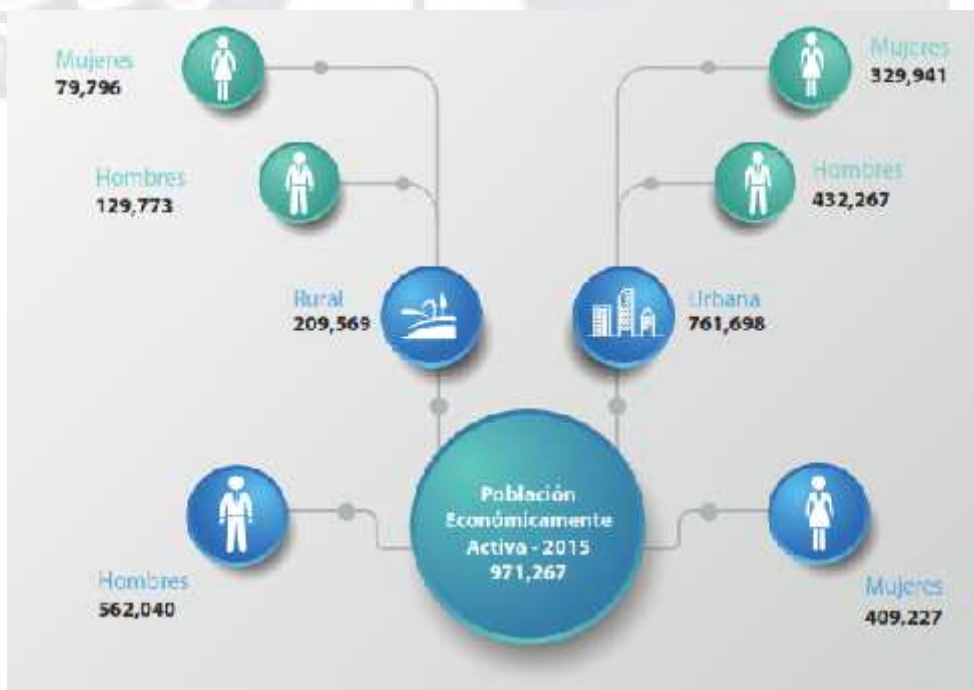 Mujeres
79,796
Hombres
129,773
Rural
209,569
Mujeres
329,941
Hombres
432,267
Urbana
761,698
Población
Económicamente
Activa - 2015
971,267
Hombres
562,040
Mujeres
409,227